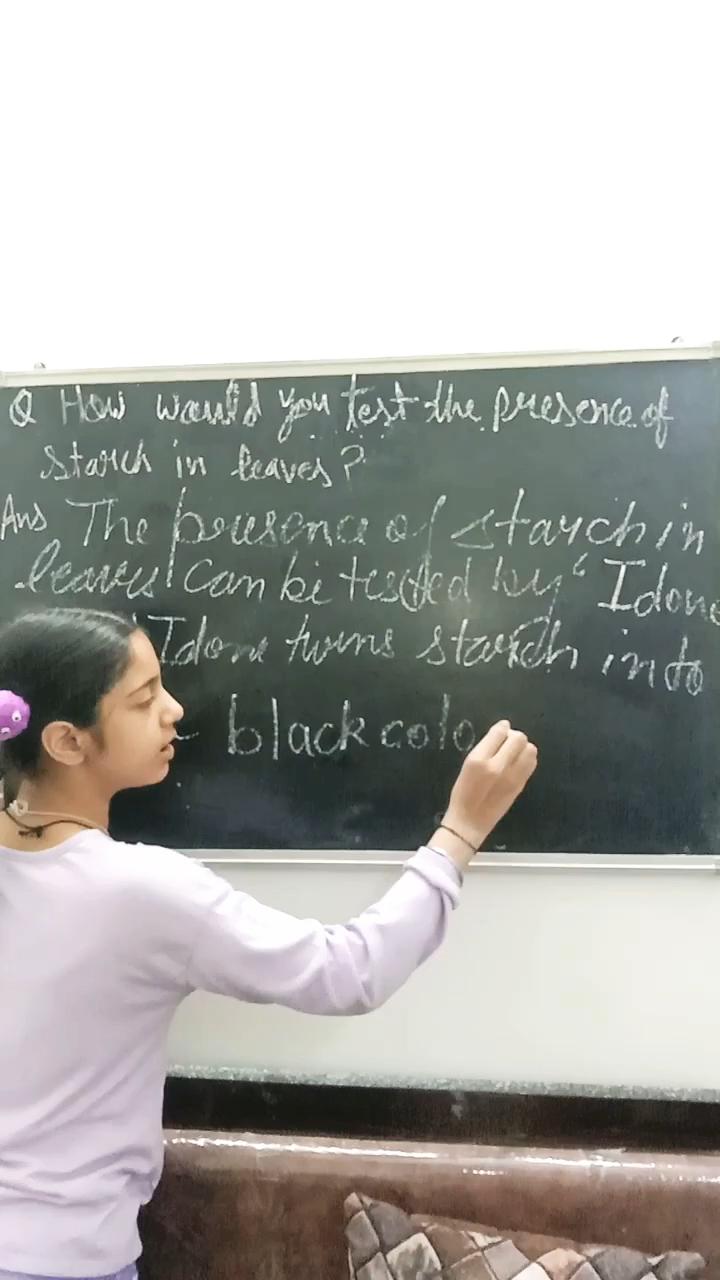 Q How would you test the presence of
starch in leaves?
Ans The presence of starch in
leaves can be tested by "Idone
Idone turns starch into
black colo